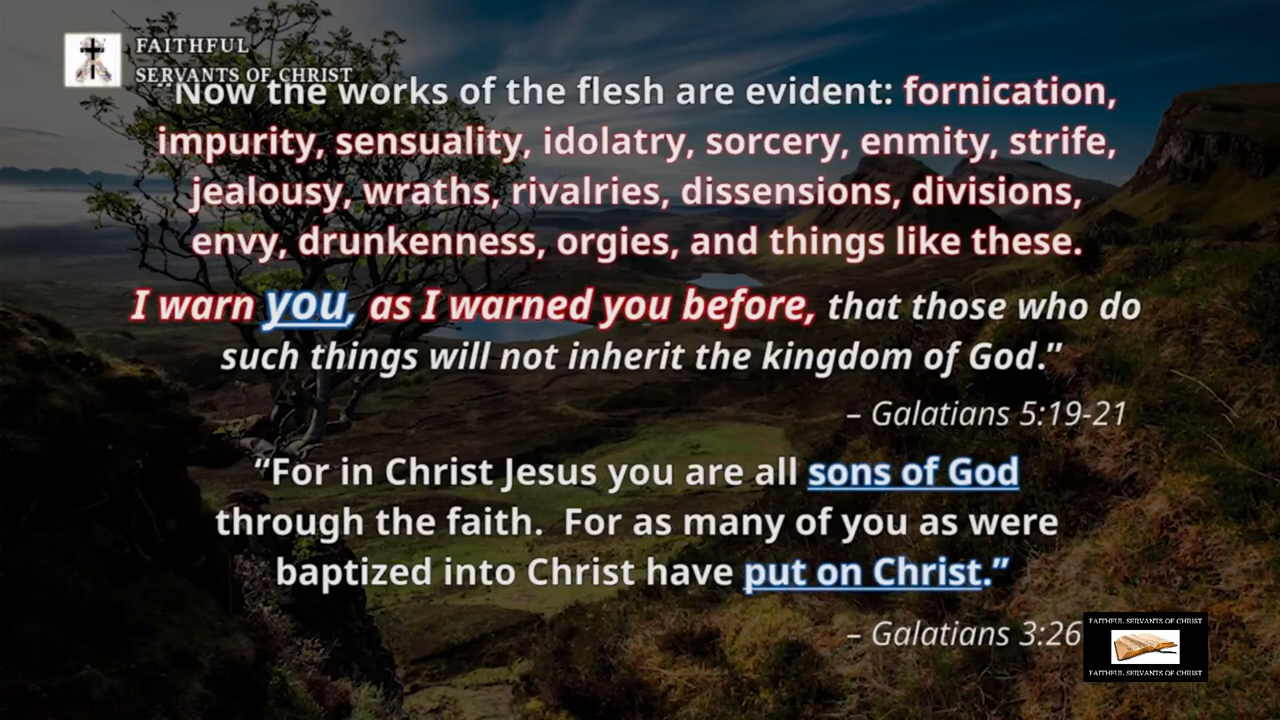 FAITHFUL
SERVANTS OF CHRIST
“Now the works of the flesh are evident: fornication,
impurity, sensuality, idolatry, sorcery, enmity, strife,
jealousy, wraths, rivalries, dissensions, divisions,
envy, drunkenness, orgies, and things like these.
I warn you, as I warned you before, that those who do
such things will not inherit the kingdom of God.”
– Galatians 5:19-21
“For in Christ Jesus you are all sons of God
through the faith. For as many of you as were
baptized into Christ have put on Christ.”
– Galatians 3:26
FAITHFUL SERVANTS OF CHRIST
FAITHFUL SERVANTS OF CHRIST